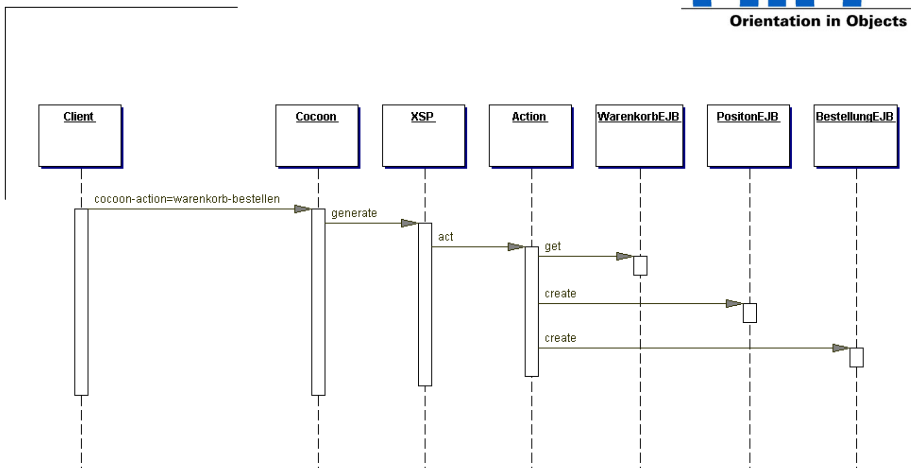 Orientation in Objects
Client
Cocoon
XSP
Action
WarenkorbEJB
PositonEJB
BestellungEJB
cocoon-action=warenkorb-bestellen
generate
act
get
create
create